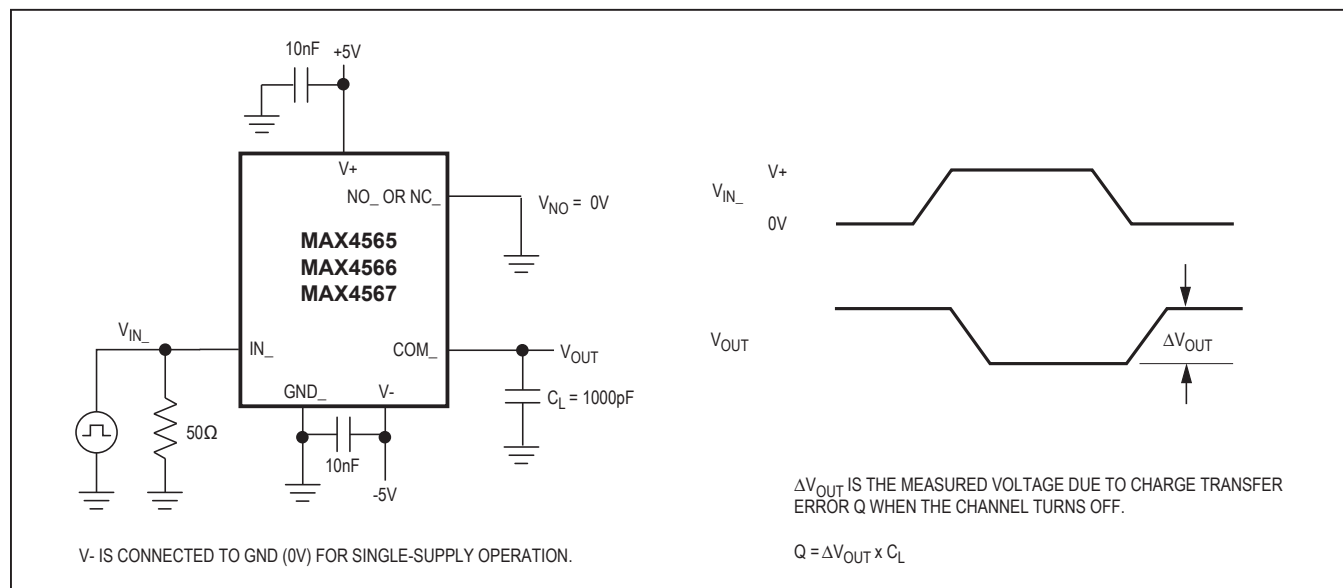 10nF
+5V
V+
NO_ OR NC_
V_NO = 0V
MAX4565
MAX4566
MAX4567
V_IN_
IN_
COM_
V_OUT
50Ω
GND_
V-
C_L = 1000pF
10nF
-5V
V- IS CONNECTED TO GND (0V) FOR SINGLE-SUPPLY OPERATION.
V+
V_IN_
0V
V_OUT
ΔV_OUT
ΔV_OUT IS THE MEASURED VOLTAGE DUE TO CHARGE TRANSFER
ERROR Q WHEN THE CHANNEL TURNS OFF.
Q = ΔV_OUT x C_L